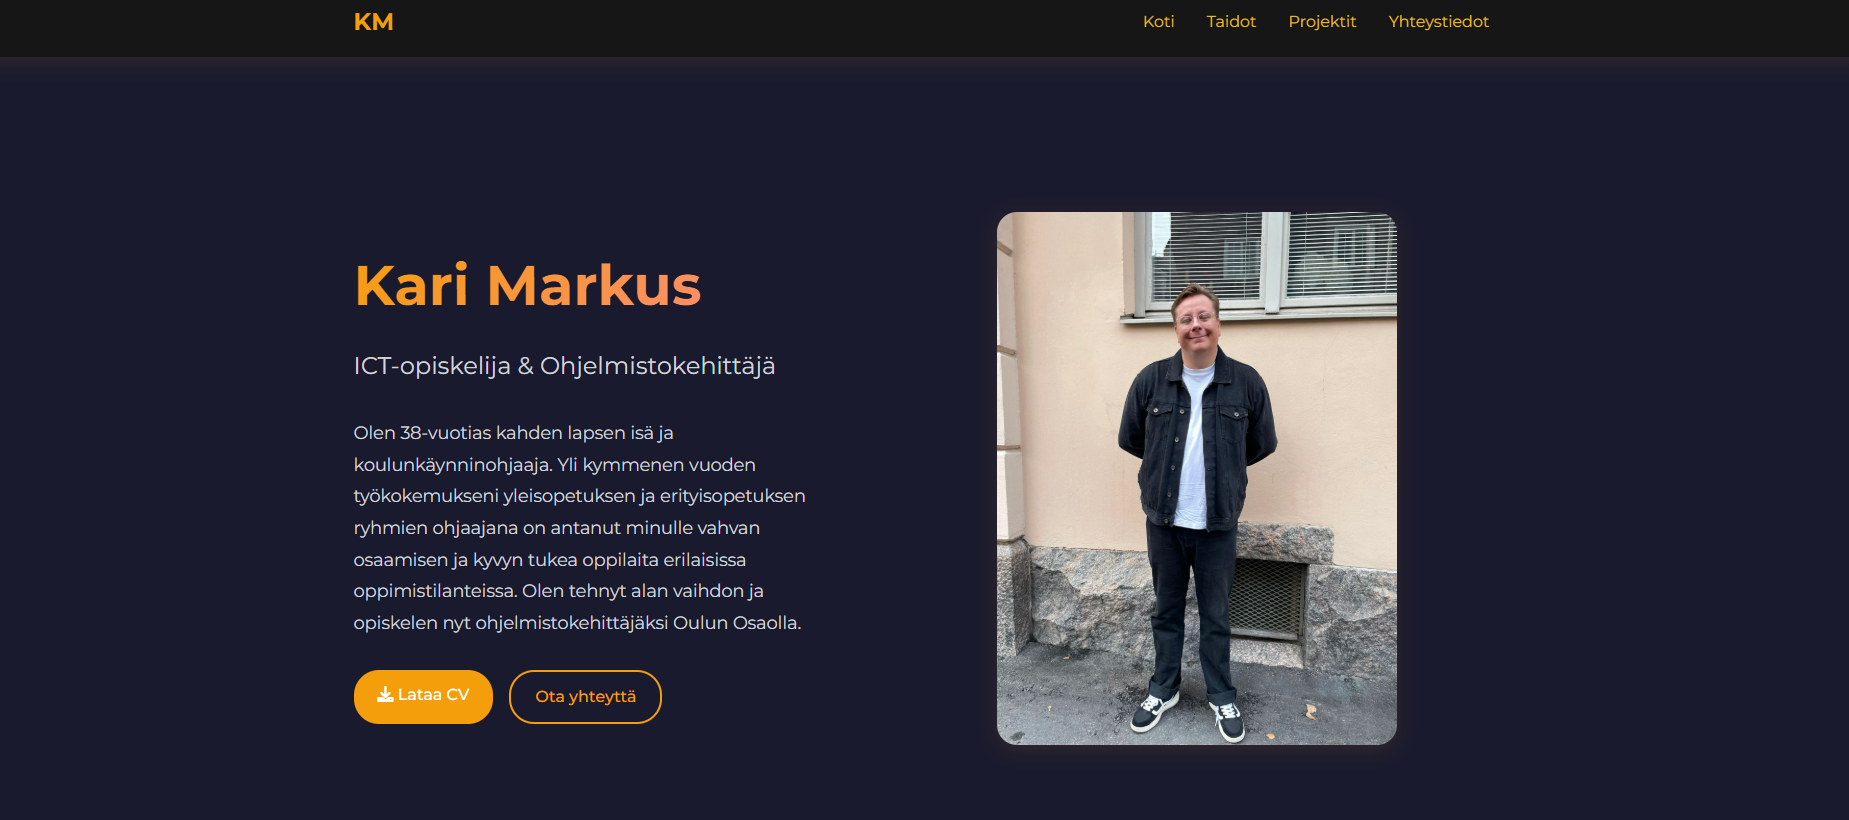 KM
Koti
Taidot
Projektit
Yhteystiedot
Kari Markus
ICT-opiskelija & Ohjelmistokehittäjä
Olen 38-vuotias kahden lapsen isä ja
koulunkäynninohjaaja. Yli kymmenen vuoden
työkokemukseni yleisopetuksen ja erityisopetuksen
ryhmien ohjaajana on antanut minulle vahvan
osaamisen ja kyvyn tukea oppilaita erilaisissa
oppimistilanteissa. Olen tehnyt alan vaihdon ja
opiskelen nyt ohjelmistokehittäjäksi Oulun Osaolla.
Lataa CV
Ota yhteyttä